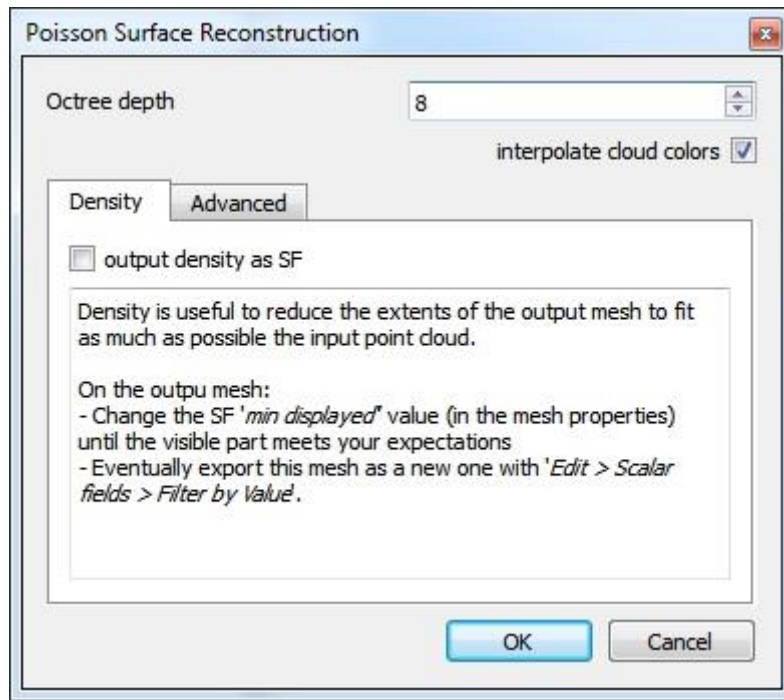 Poisson Surface Reconstruction
Octree depth 8
interpolate cloud colors
Density Advanced
output density as SF
Density is useful to reduce the extents of the output mesh to fit
as much as possible the input point cloud.
On the outpu mesh:
- Change the SF 'min displayed' value (in the mesh properties)
until the visible part meets your expectations
- Eventually export this mesh as a new one with 'Edit > Scalar
fields > Filter by Value'.
OK Cancel